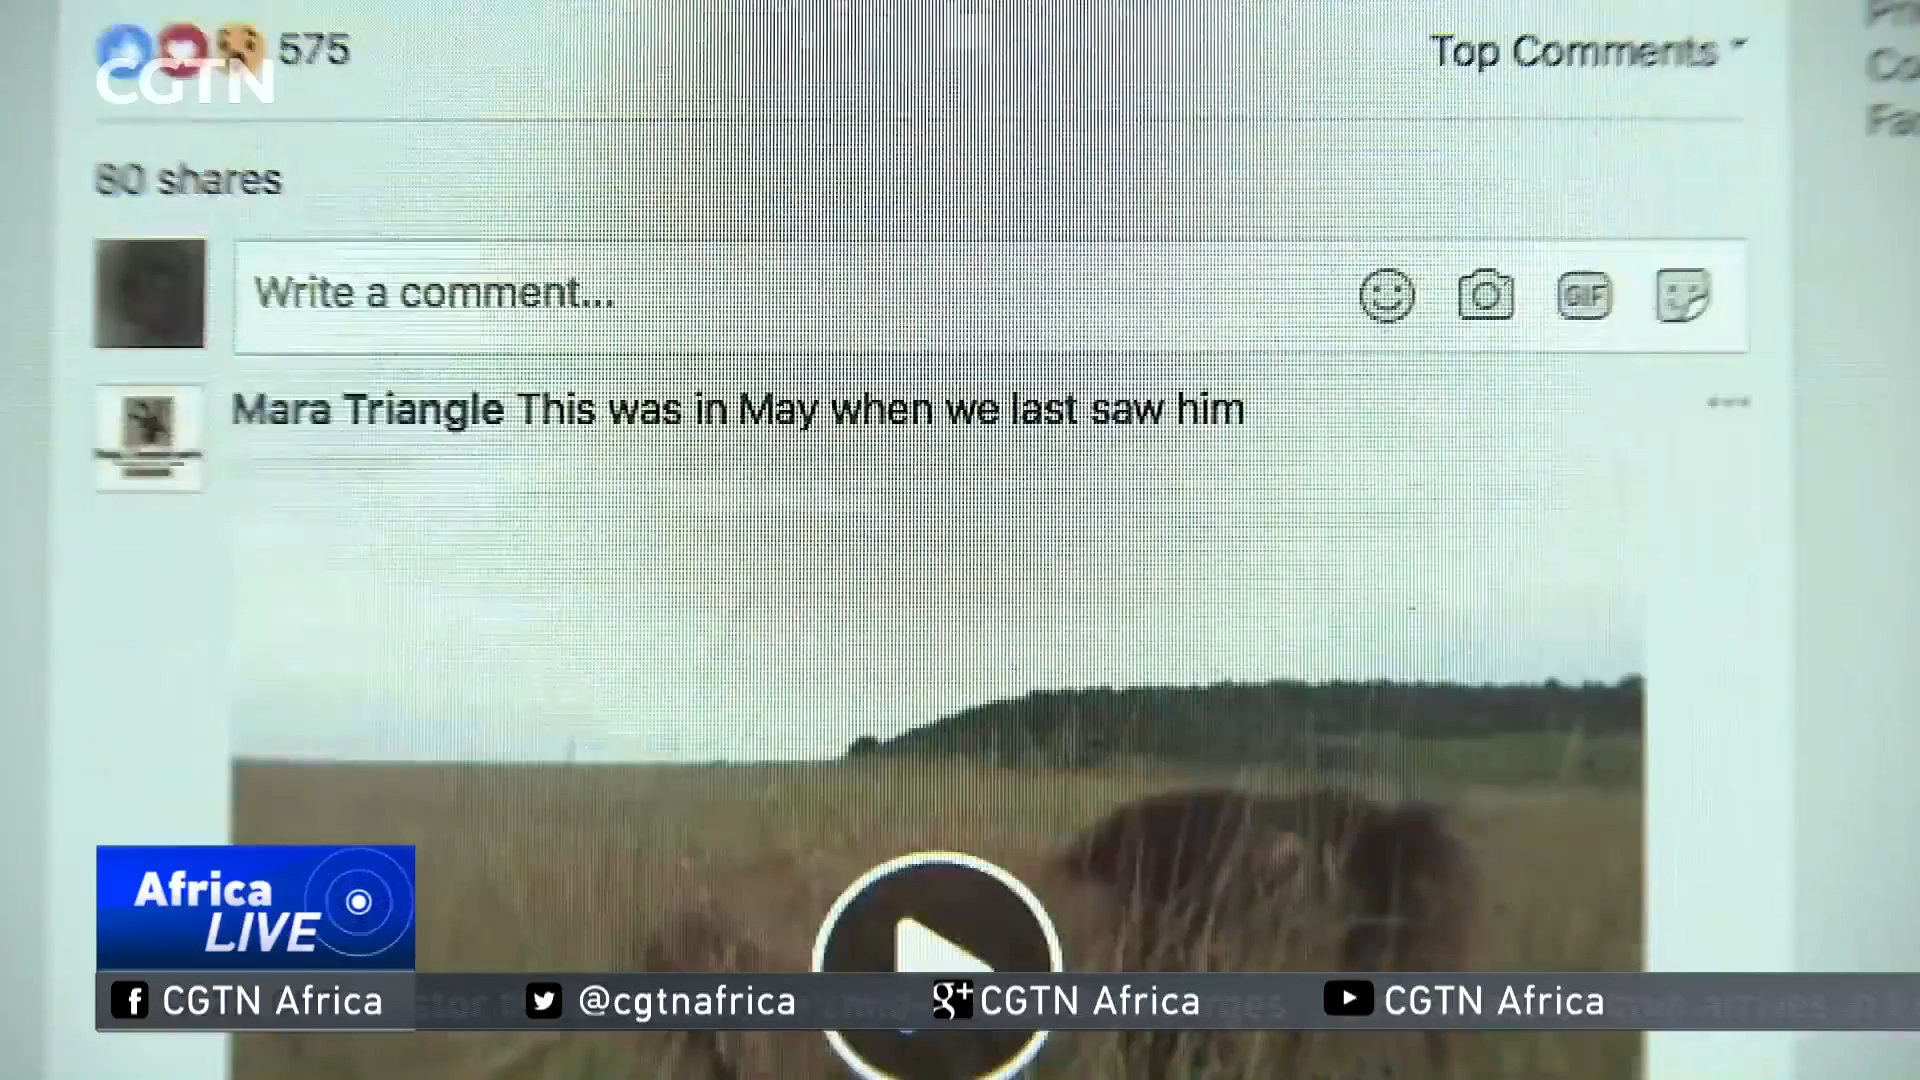 575
Top Comments
CGTN
80 shares
Write a comment...
GIF
Mara Triangle This was in May when we last saw him
Africa
LIVE
CGTN Africa
@cgtnafrica
g+ CGTN Africa
CGTN Africa